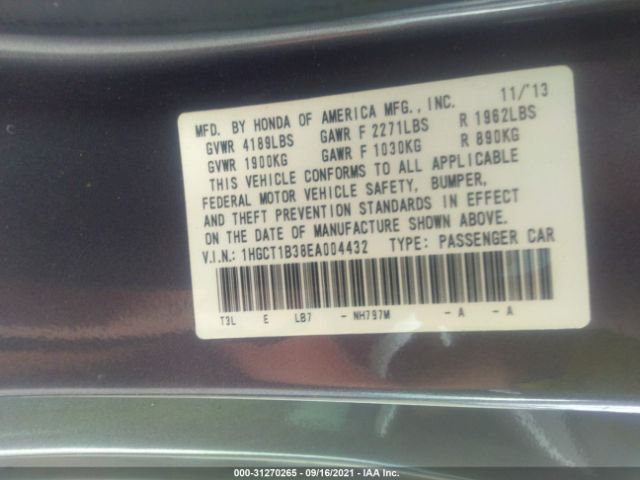 MFD. BY HONDA OF AMERICA MFG., INC. 11/'13
GVWR 4189LBS GAWR F 2271LBS R 1962LBS
GVWR 1900KG GAWR F 1030KG R 890KG
THIS VEHICLE CONFORMS TO ALL APPLICABLE
FEDERAL MOTOR VEHICLE SAFETY, BUMPER,
AND THEFT PREVENTION STANDARDS IN EFFECT
ON THE DATE OF MANUFACTURE SHOWN ABOVE.
V.I.N.: 1HGCT1B38EA004432 TYPE: PASSENGER CAR
T3L E LB7 - NH797M - A - A
000-31270265 - 09/16/2021 - IAA Inc.